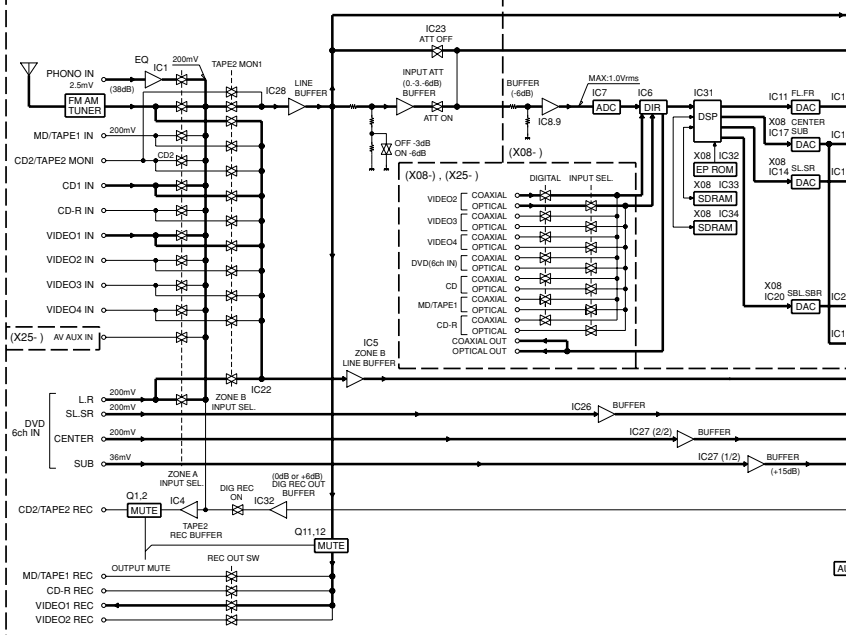 IC23
ATT OFF
EQ
IC1
200mV
TAPE2 MON1
PHONO IN
2.5mV
(38dB)
IC28
LINE
BUFFER
INPUT ATT
(0.-3.-6dB)
BUFFER
ATT ON
BUFFER
(-6dB)
IC8.9
MAX:1.0Vrms
IC7
ADC
IC6
DIR
IC31
DSP
IC11
FL.FR
DAC
IC1
FM AM
TUNER
MD/TAPE1 IN
200mV
OFF -3dB
ON -6dB
(X08- )
X08
IC17
CENTER
SUB
DAC
IC1
CD2/TAPE2 MONI
CD2
X08
IC32
EP ROM
X08
IC14
SL.SR
DAC
IC1
CD1 IN
(X08-) , (X25- )
DIGITAL
INPUT SEL.
X08
IC33
SDRAM
X08
IC34
SDRAM
CD-R IN
VIDEO1 IN
VIDEO2 IN
VIDEO3 IN
VIDEO4 IN
VIDEO2
COAXIAL
OPTICAL
VIDEO3
COAXIAL
OPTICAL
VIDEO4
COAXIAL
OPTICAL
DVD(6ch IN)
COAXIAL
OPTICAL
CD
COAXIAL
OPTICAL
MD/TAPE1
COAXIAL
OPTICAL
CD-R
COAXIAL
OPTICAL
COAXIAL OUT
OPTICAL OUT
X08
IC20
SBL.SBR
DAC
IC2
IC1
(X25- )
AV AUX IN
IC5
ZONE B
LINE BUFFER
IC22
ZONE B
INPUT SEL.
DVD
6ch IN
L.R
200mV
SL.SR
200mV
CENTER
200mV
SUB
36mV
IC26
BUFFER
IC27 (2/2)
BUFFER
IC27 (1/2)
BUFFER
(+15dB)
ZONE A
INPUT SEL.
DIG REC
ON
(0dB or +6dB)
DIG REC OUT
BUFFER
IC32
CD2/TAPE2 REC
Q1,2
MUTE
IC4
TAPE2
REC BUFFER
Q11,12
MUTE
OUTPUT MUTE
REC OUT SW
MD/TAPE1 REC
CD-R REC
VIDEO1 REC
VIDEO2 REC
AU